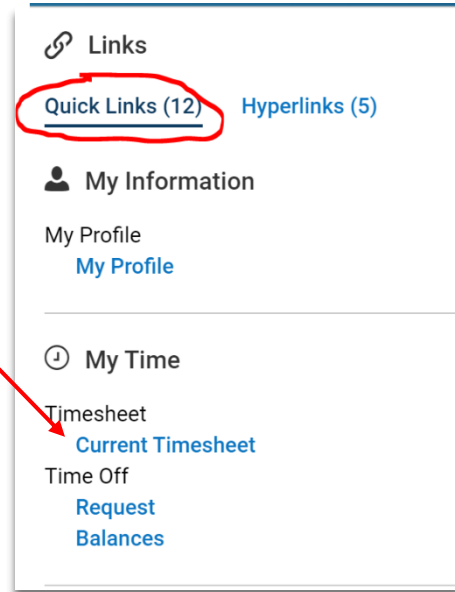 Links
Quick Links (12) Hyperlinks (5)
My Information
My Profile
My Profile
My Time
Timesheet
Current Timesheet
Time Off
Request
Balances